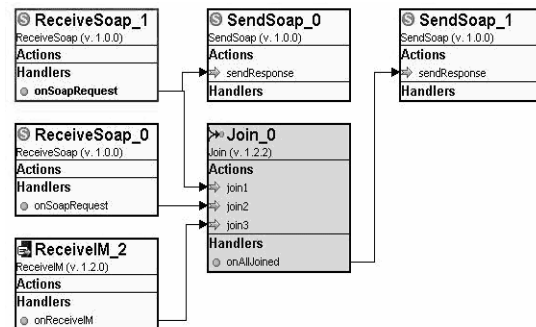 ReceiveSoap_1
ReceiveSoap (v. 1.0.0)
Actions
Handlers
onSoapRequest
SendSoap_0
SendSoap (v. 1.0.0)
Actions
sendResponse
Handlers
SendSoap_1
SendSoap (v. 1.0.0)
Actions
sendResponse
Handlers
ReceiveSoap_0
ReceiveSoap (v. 1.0.0)
Actions
Handlers
onSoapRequest
Join_0
Join (v. 1.2.2)
Actions
join1
join2
join3
Handlers
onAllJoined
ReceiveIM_2
ReceiveIM (v. 1.2.0)
Actions
Handlers
onReceiveIM